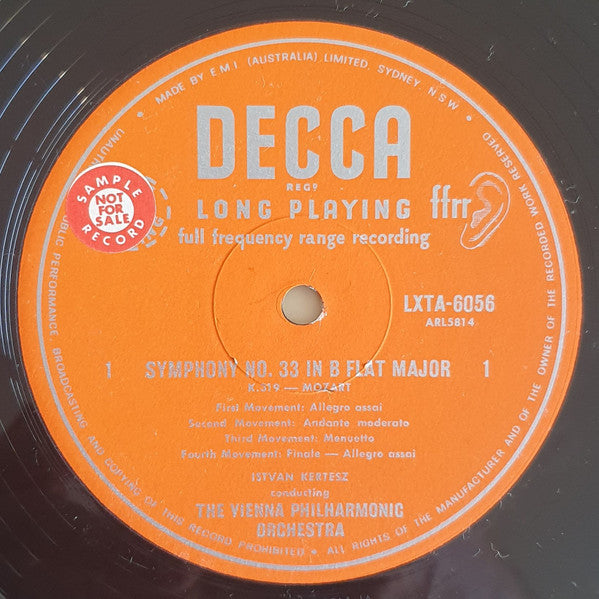 MADE BY E M I (AUSTRALIA) LIMITED, SYDNEY, N S W •
DECCA
REGD
LONG PLAYING ffrr
full frequency range recording
SAMPLE
NOT
FOR
SALE
RECORD
LXTA-6056
ARL5814
1 SYMPHONY NO. 33 IN B FLAT MAJOR 1
K.319 — MOZART
First Movement: Allegro assai
Second Movement: Andante moderato
Third Movement: Menuetto
Fourth Movement: Finale — Allegro assai
ISTVAN KERTESZ
conducting
THE VIENNA PHILHARMONIC
ORCHESTRA
PUBLIC PERFORMANCE, BROADCASTING AND COPYING OF THIS RECORD PROHIBITED • ALL RIGHTS OF THE MANUFACTURER AND OF THE OWNER OF THE RECORDED WORK RESERVED •